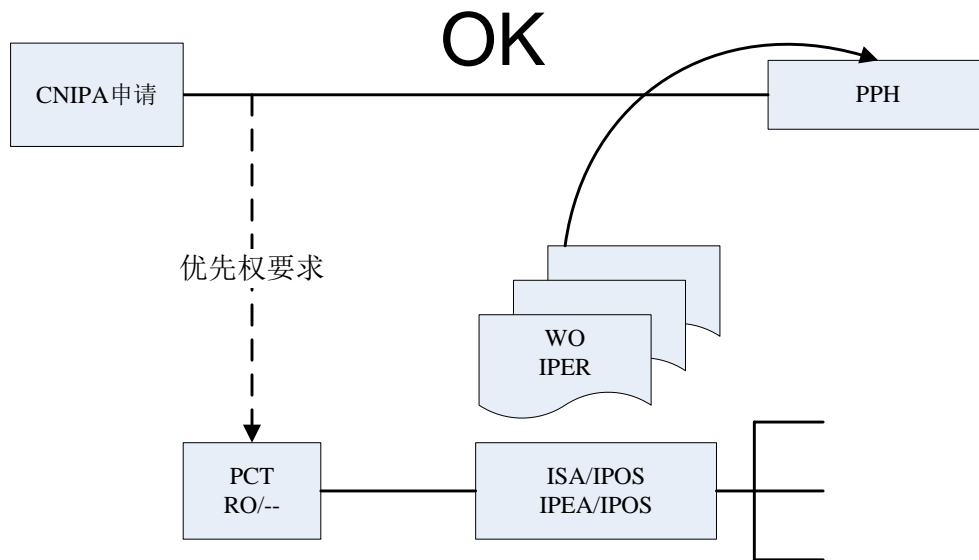 OK
CNIPA申请
PPH
优先权要求
WO
IPER
PCT
RO/--
ISA/IPOS
IPEA/IPOS